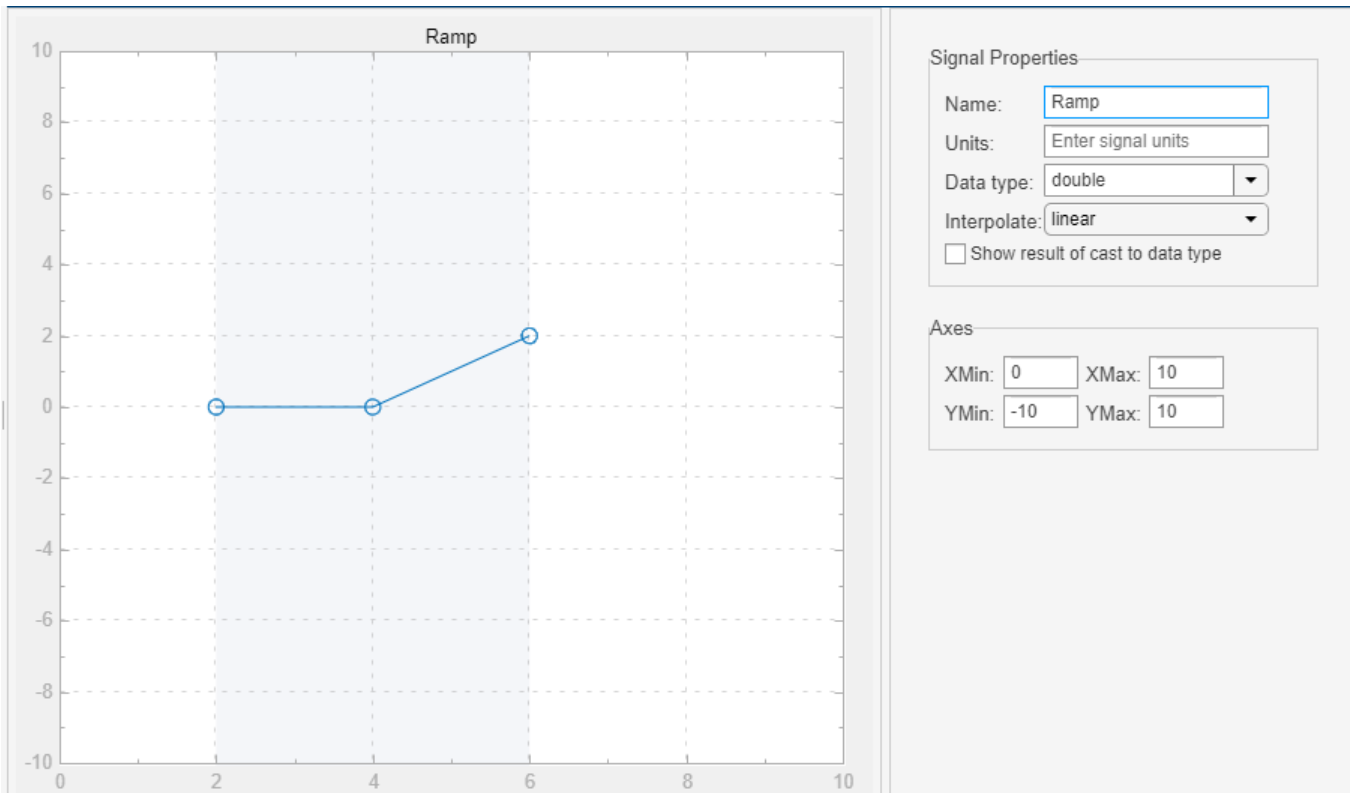 Ramp
10
8
6
4
2
0
-2
-4
-6
-8
-10
0 2 4 6 8 10
Signal Properties
Name: Ramp
Units: Enter signal units
Data type: double
Interpolate: linear
Show result of cast to data type
Axes
XMin: 0 XMax: 10
YMin: -10 YMax: 10